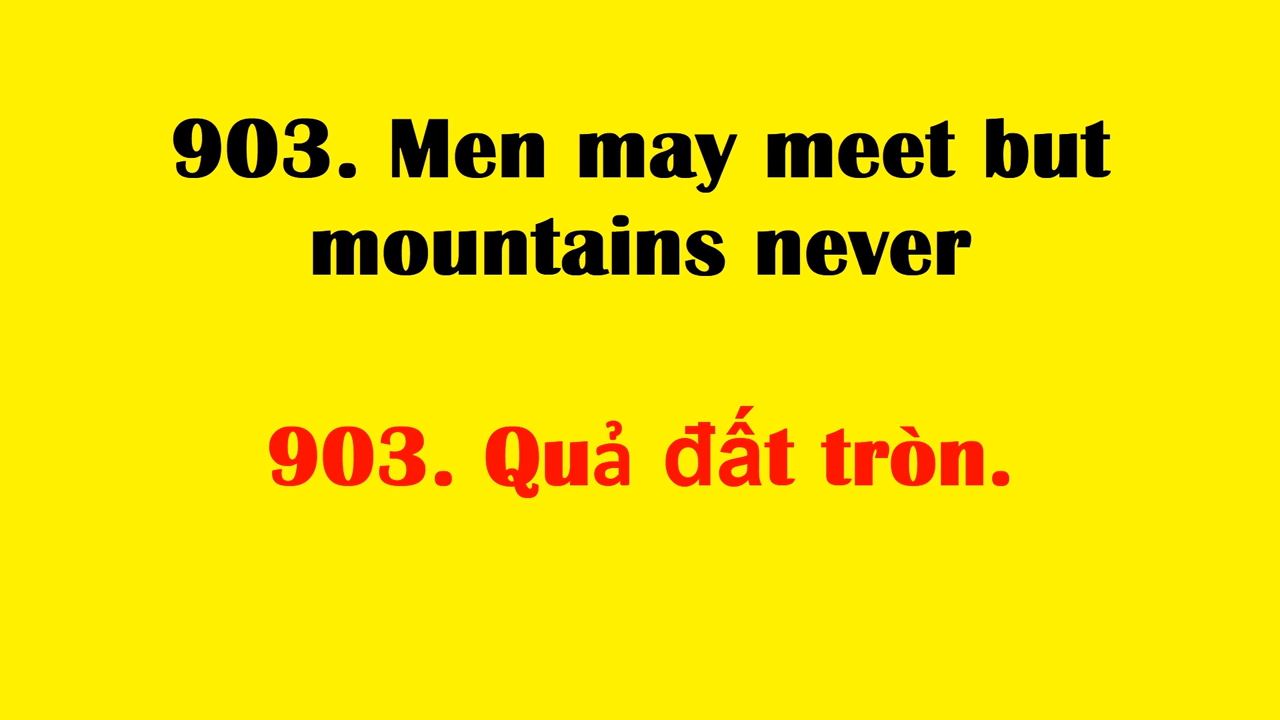 903. Men may meet but
mountains never
903. Quả đất tròn.